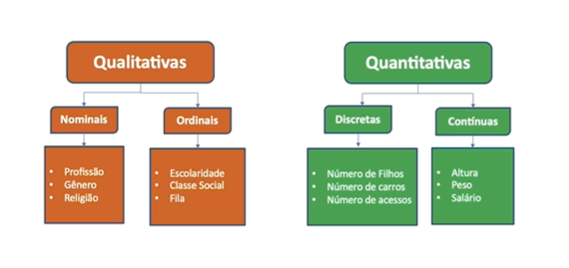 Qualitativas
Nominais
Ordinais
• Profissão
• Gênero
• Religião
• Escolaridade
• Classe Social
• Fila
Quantitativas
Discretas
Contínuas
• Número de Filhos
• Número de carros
• Número de acessos
• Altura
• Peso
• Salário